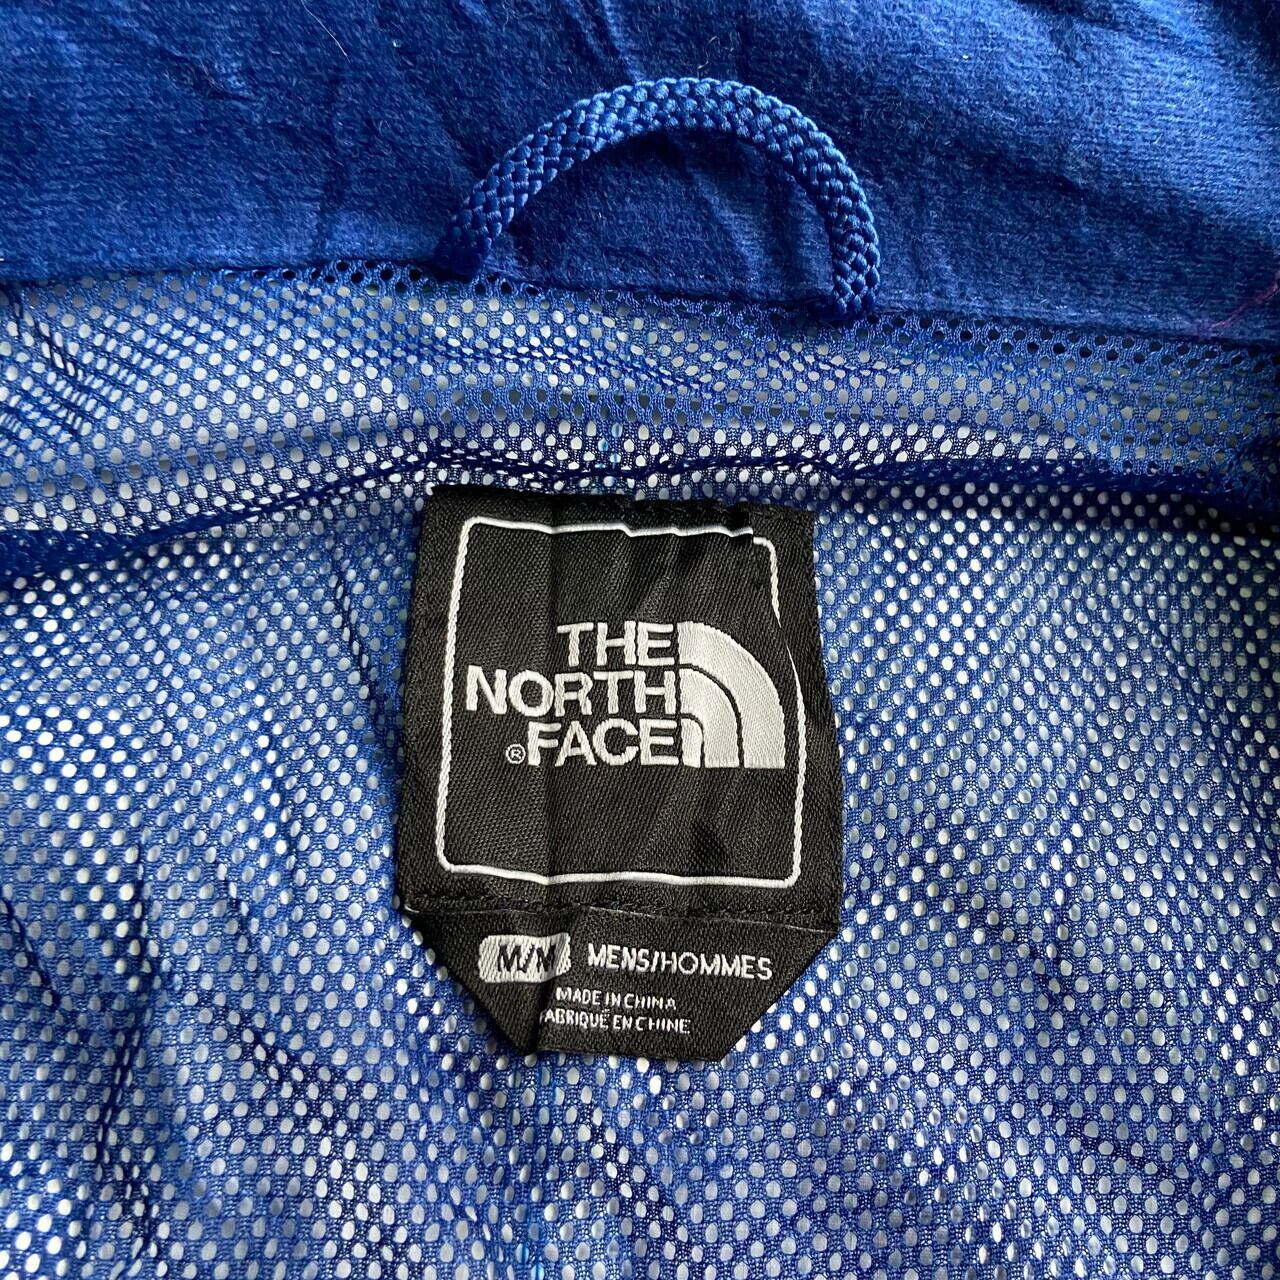 THE
NORTH
® FACE
M/M MENS/HOMMES
MADE IN CHINA
FABRIQUÉ EN CHINE